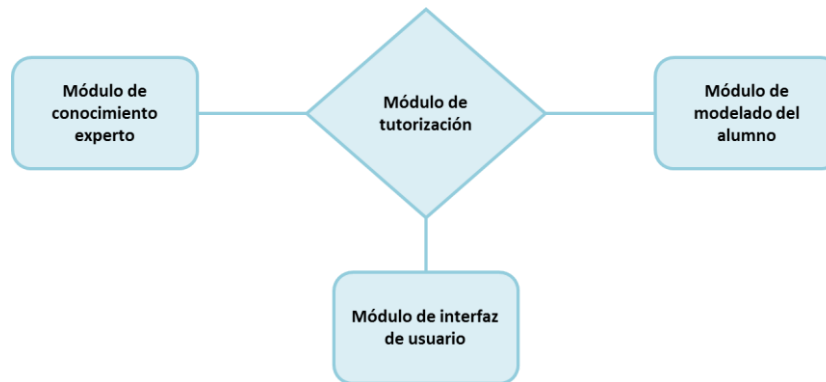 Módulo de
conocimiento
experto
Módulo de
tutorización
Módulo de
modelado del
alumno
Módulo de interfaz
de usuario